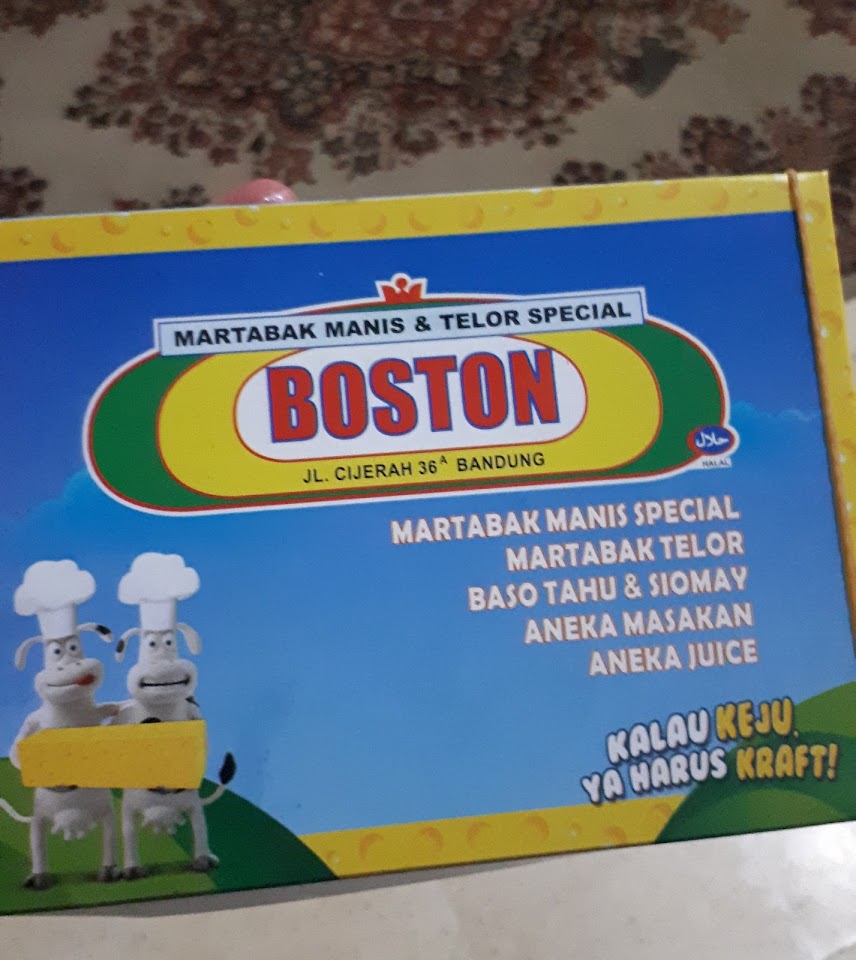 MARTABAK MANIS & TELOR SPECIAL
BOSTON
JL. CIJERAH 36A BANDUNG
حلال
HALAL
MARTABAK MANIS SPECIAL
MARTABAK TELOR
BASO TAHU & SIOMAY
ANEKA MASAKAN
ANEKA JUICE
KALAU KEJU,
YA HARUS KRAFT!